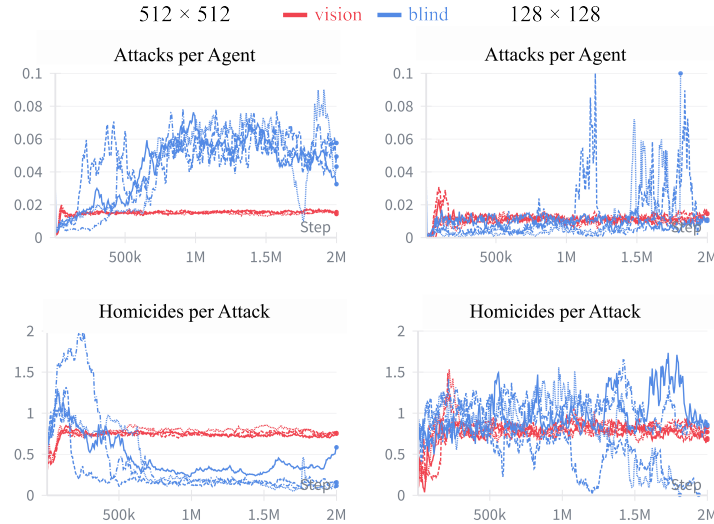 512 × 512 vision blind 128 × 128
Attacks per Agent Attacks per Agent
0.1 0.1
0.08 0.08
0.06 0.06
0.04 0.04
0.02 0.02
0 Step 0 Step
500k 1M 1.5M 2M 500k 1M 1.5M 2M
Homicides per Attack Homicides per Attack
2 2
1.5 1.5
1 1
0.5 0.5
0 Step 0 Step
500k 1M 1.5M 2M 500k 1M 1.5M 2M